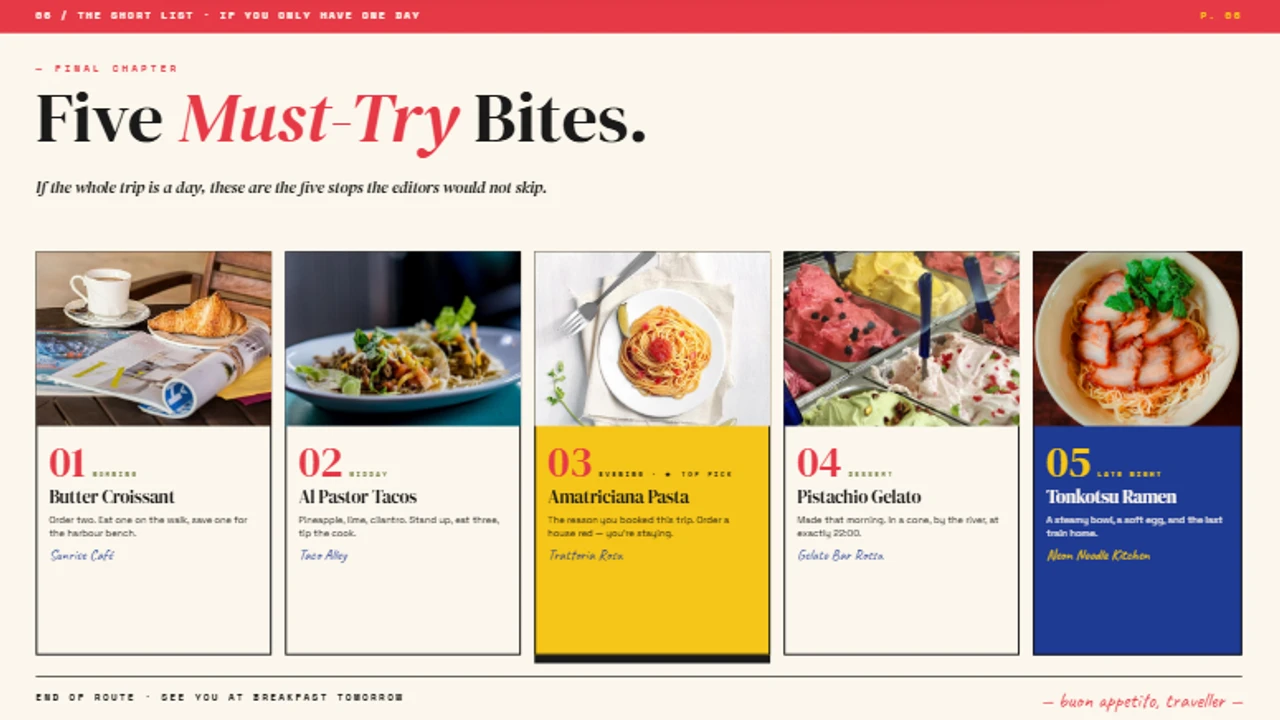 06 / THE SHORT LIST - IF YOU ONLY HAVE ONE DAY
P. 06
— FINAL CHAPTER
Five Must-Try Bites.
If the whole trip is a day, these are the five stops the editors would not skip.
01 MORNING
Butter Croissant
Order two. Eat one on the walk, save one for
the harbour bench.
Sunrise Café
02 MIDDAY
Al Pastor Tacos
Pineapple, lime, cilantro. Stand up, eat three,
tip the cook.
Taco Alley
03 EVENING · ★ TOP PICK
Amatriciana Pasta
The reason you booked this trip. Order a
house red — you're staying.
Trattoria Rosa
04 DESSERT
Pistachio Gelato
Made that morning. In a cone, by the river, at
exactly 22:00.
Gelato Bar Rossa
05 LATE NIGHT
Tonkotsu Ramen
A steamy bowl, a soft egg, and the last
train home.
Neon Noodle Kitchen
END OF ROUTE · SEE YOU AT BREAKFAST TOMORROW
— buon appetito, traveller —